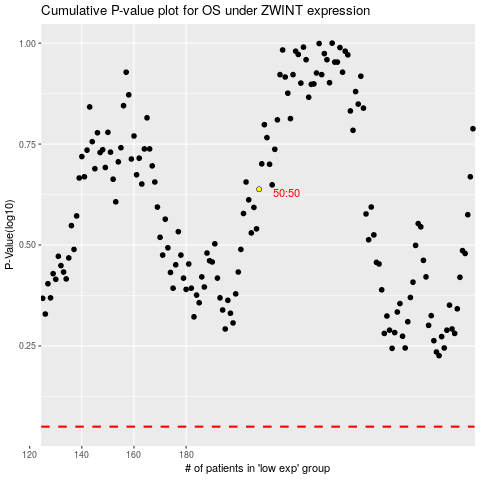 Cumulative P-value plot for OS under ZWINT expression
P-Value(log10)
1.00
0.75
0.50
0.25
50:50
120 140 160 180
# of patients in 'low exp' group